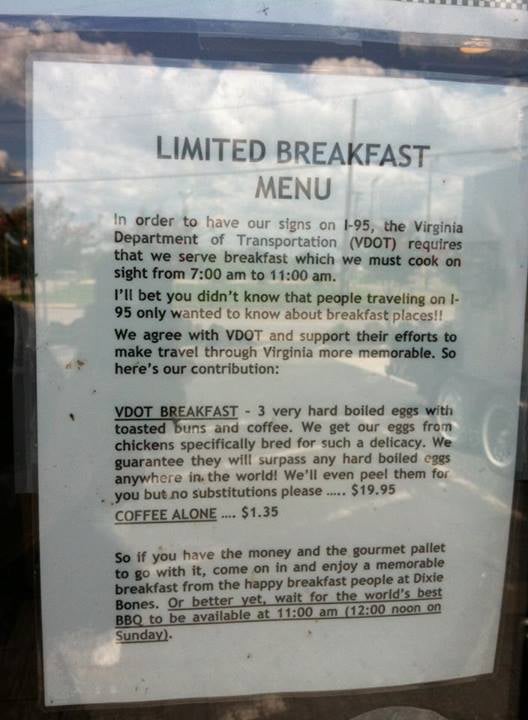 LIMITED BREAKFAST
MENU
In order to have our signs on I-95, the Virginia
Department of Transportation (VDOT) requires
that we serve breakfast which we must cook on
sight from 7:00 am to 11:00 am.
I'll bet you didn't know that people traveling on I-
95 only wanted to know about breakfast places!!
We agree with VDOT and support their efforts to
make travel through Virginia more memorable. So
here's our contribution:
VDOT BREAKFAST - 3 very hard boiled eggs with
toasted buns and coffee. We get our eggs from
chickens specifically bred for such a delicacy. We
guarantee they will surpass any hard boiled eggs
anywhere in the world! We'll even peel them for
you but no substitutions please ..... $19.95
COFFEE ALONE .... $1.35
So if you have the money and the gourmet pallet
to go with it, come on in and enjoy a memorable
breakfast from the happy breakfast people at Dixie
Bones. Or better yet, wait for the world's best
BBQ to be available at 11:00 am (12:00 noon on
Sunday).